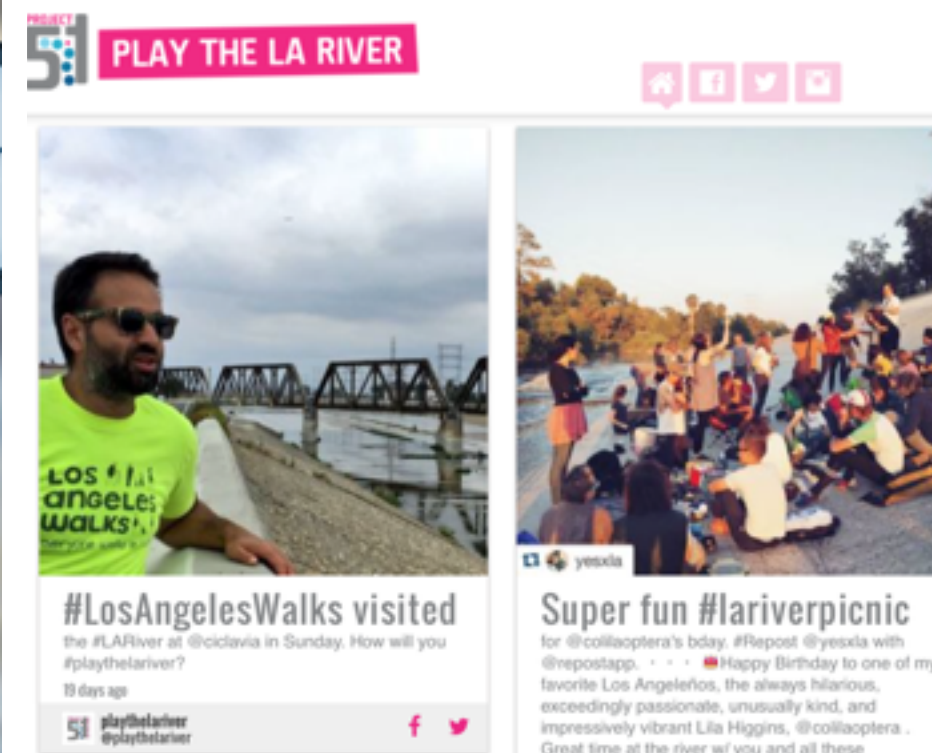 PROJECT
51
PLAY THE LA RIVER
LOS
angeles
WALKS
#LosAngelesWalks visited
the #LARiver at @ciclavia in Sunday. How will you
#playthelariver?
19 days ago
51
playthelariver
@playthelariver
yesxla
Super fun #lariverpicnic
for @colilaoptera's bday. #Repost @yesxla with
@repostapp. · · · Happy Birthday to one of my
favorite Los Angeleños, the always hilarious,
exceedingly passionate, unusually kind, and
impressively vibrant Lila Higgins, @colilaoptera .
Great time at the river w/ you and all these